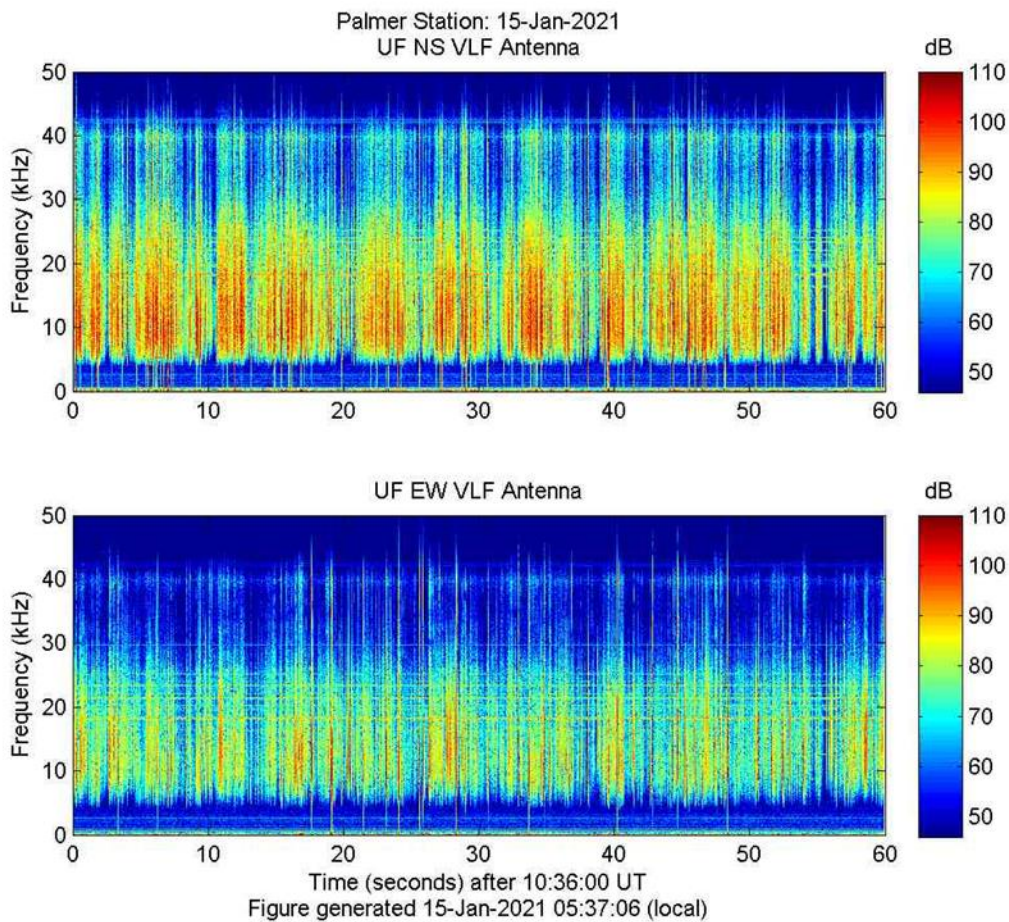 Palmer Station: 15-Jan-2021
UF NS VLF Antenna
dB
50
40
30
20
10
0
Frequency (kHz)
0 10 20 30 40 50 60
110
100
90
80
70
60
50
UF EW VLF Antenna
dB
50
40
30
20
10
0
Frequency (kHz)
0 10 20 30 40 50 60
110
100
90
80
70
60
50
Time (seconds) after 10:36:00 UT
Figure generated 15-Jan-2021 05:37:06 (local)